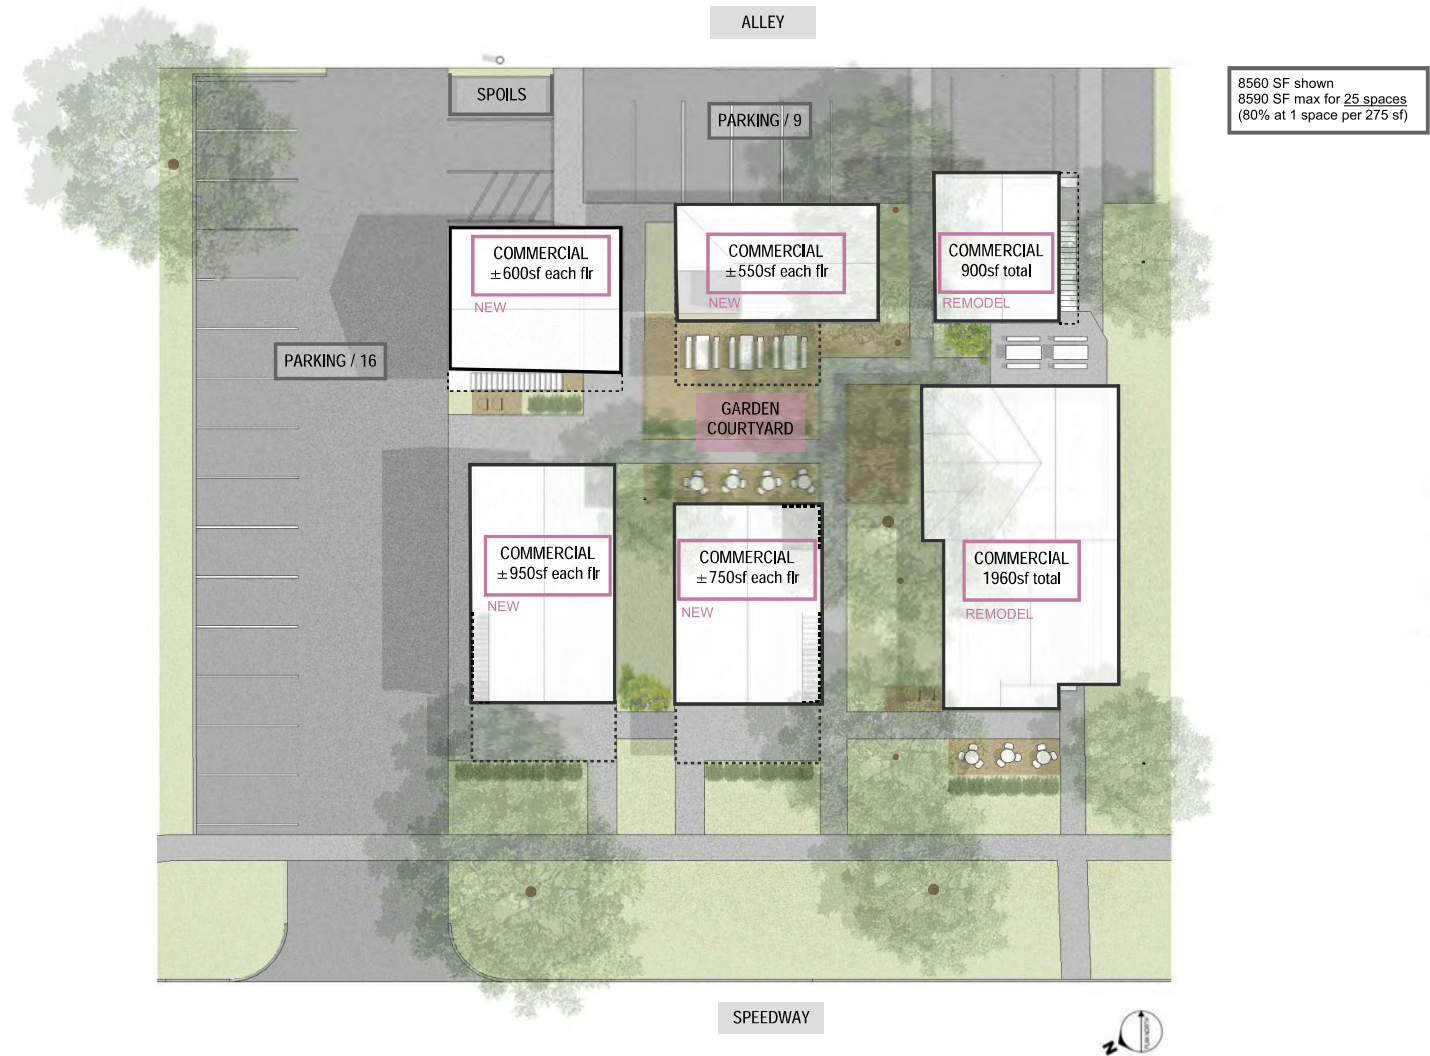 ALLEY
8560 SF shown
8590 SF max for 25 spaces
(80% at 1 space per 275 sf)
SPOILS
PARKING / 9
COMMERCIAL
±600sf each flr
NEW
COMMERCIAL
±550sf each flr
NEW
COMMERCIAL
900sf total
REMODEL
PARKING / 16
GARDEN
COURTYARD
COMMERCIAL
±950sf each flr
NEW
COMMERCIAL
±750sf each flr
NEW
COMMERCIAL
1960sf total
REMODEL
SPEEDWAY
PLAN NORTH
N